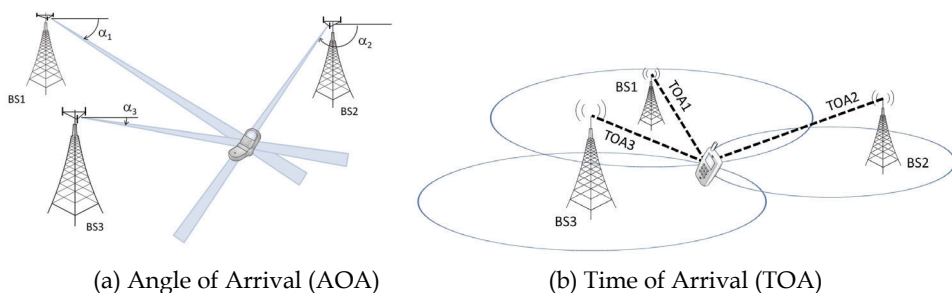 α1
α2
BS1
BS2
α3
BS3
BS1
TOA1
TOA2
TOA3
BS2
BS3
(a) Angle of Arrival (AOA)
(b) Time of Arrival (TOA)